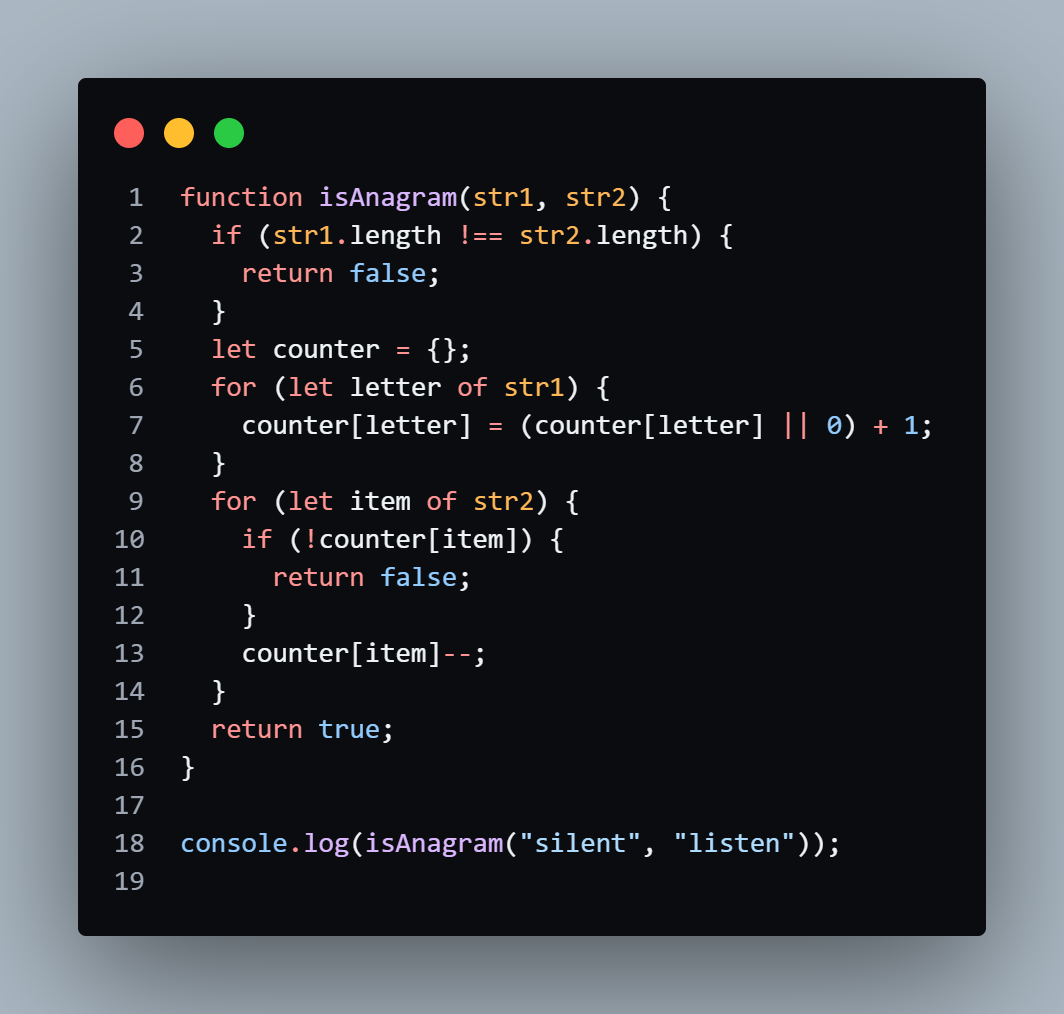 1 function isAnagram(str1, str2) {
2   if (str1.length !== str2.length) {
3     return false;
4   }
5   let counter = {};
6   for (let letter of str1) {
7     counter[letter] = (counter[letter] || 0) + 1;
8   }
9   for (let item of str2) {
10     if (!counter[item]) {
11       return false;
12     }
13     counter[item]--;
14   }
15   return true;
16 }
17
18 console.log(isAnagram("silent", "listen"));
19